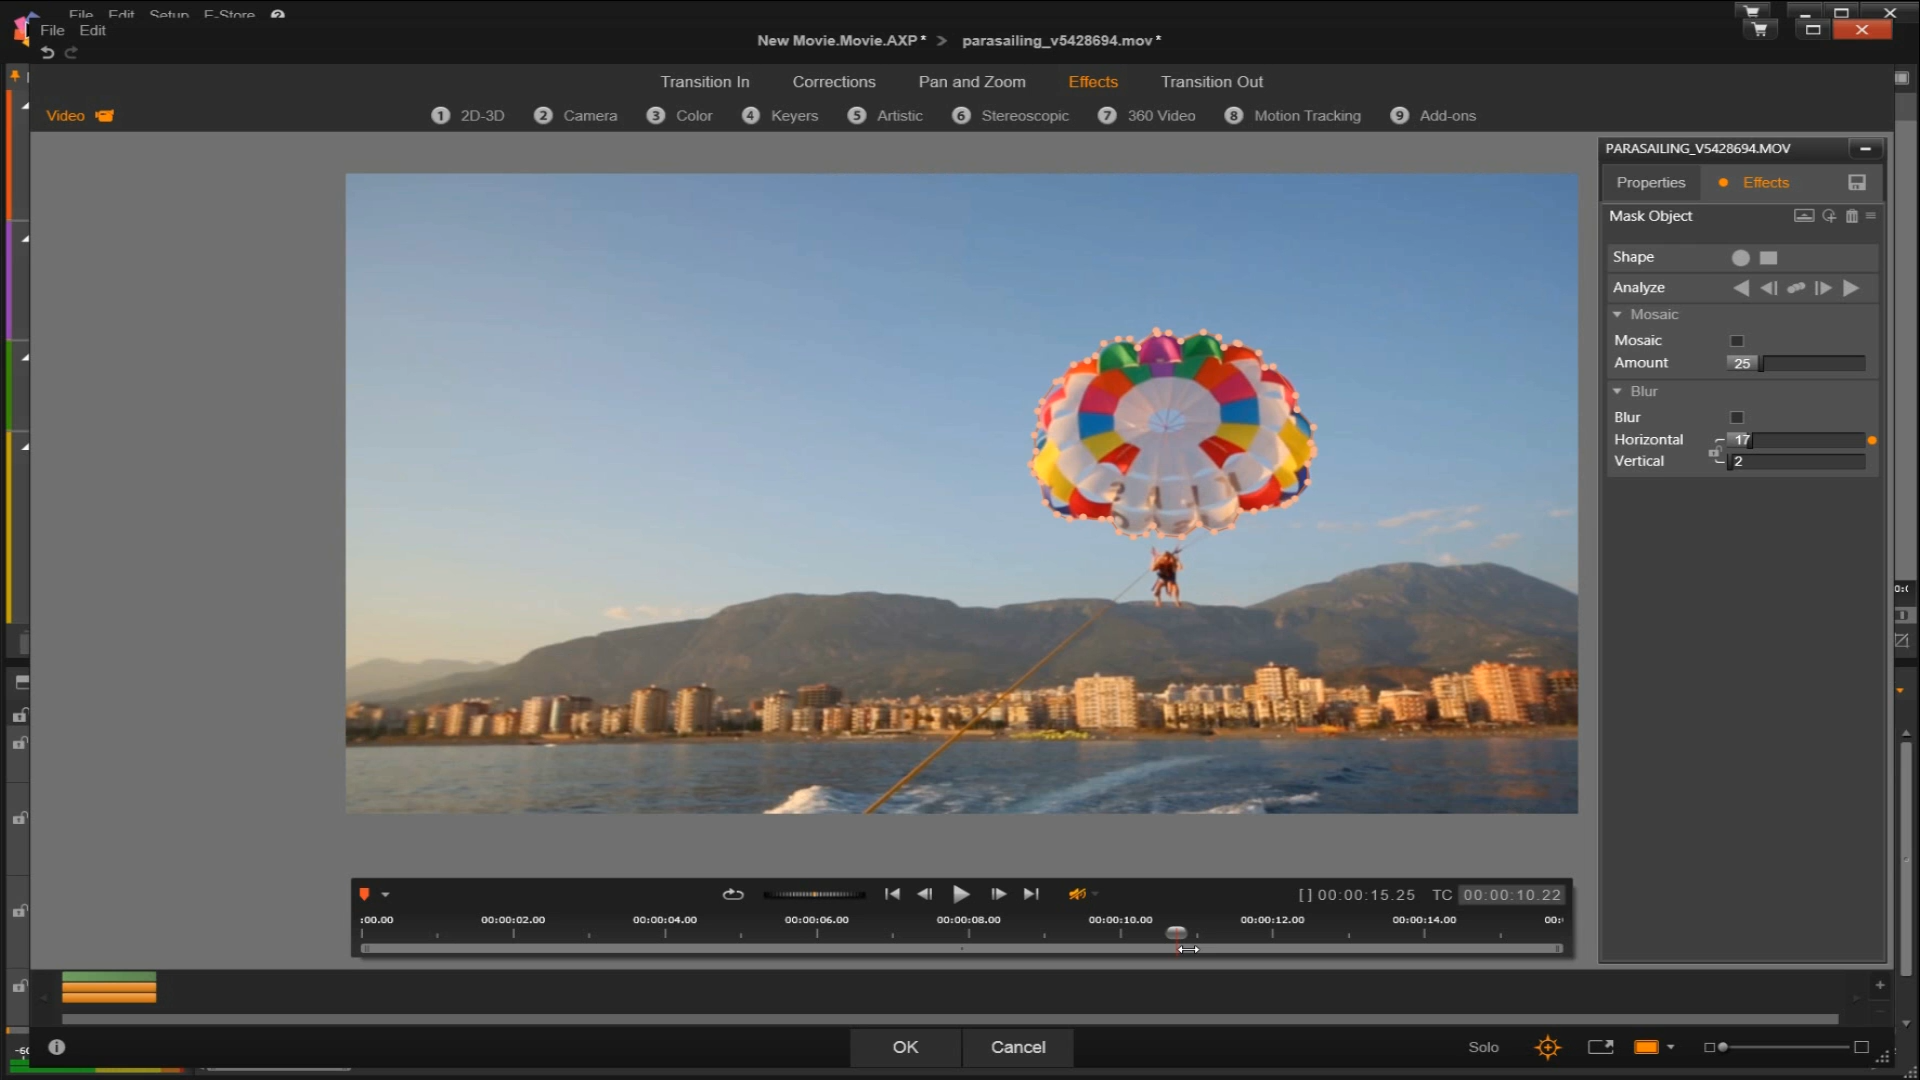 File Edit Setup E-Store
File Edit
New Movie.Movie.AXP* > parasailing_v5428694.mov*
Transition In Corrections Pan and Zoom Effects Transition Out
Video
1 2D-3D 2 Camera 3 Color 4 Keyers 5 Artistic 6 Stereoscopic 7 360 Video 8 Motion Tracking 9 Add-ons
PARASAILING_V5428694.MOV
Properties Effects
Mask Object
Shape
Analyze
Mosaic
Mosaic
Amount 25
Blur
Blur
Horizontal 17
Vertical 2
[ ] 00:00:15.25 TC 00:00:10.22
:00.00 00:00:02.00 00:00:04.00 00:00:06.00 00:00:08.00 00:00:10.00 00:00:12.00 00:00:14.00 00:
-60
OK Cancel Solo